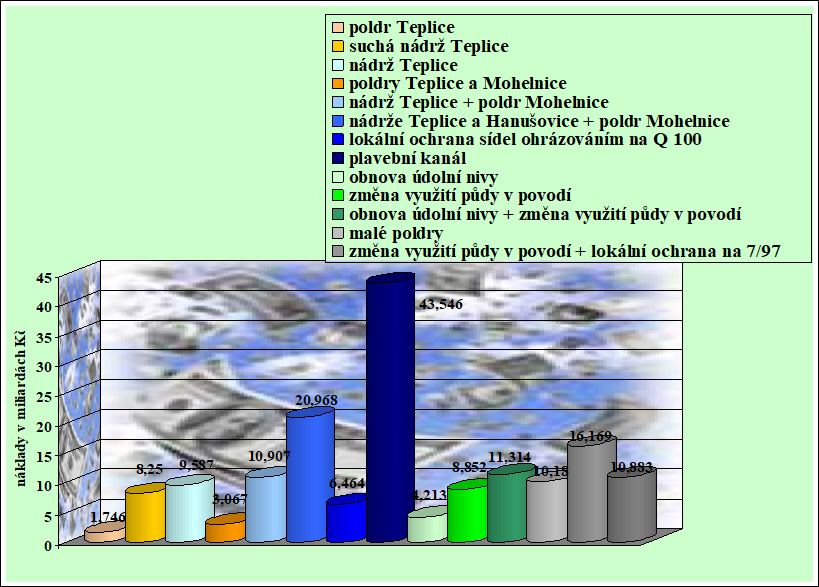 poldr Teplice
suchá nádrž Teplice
nádrž Teplice
poldry Teplice a Mohelnice
nádrž Teplice + poldr Mohelnice
nádrže Teplice a Hanušovice + poldr Mohelnice
lokální ochrana sídel ohrázováním na Q 100
plavební kanál
obnova údolní nivy
změna využití půdy v povodí
obnova údolní nivy + změna využití půdy v povodí
malé poldry
změna využití půdy v povodí + lokální ochrana na 7/97
náklady v miliardách Kč
45
40
35
30
25
20
15
10
5
0
1,746
8,25
9,587
3,067
10,907
20,968
6,464
43,546
4,213
8,852
11,314
10,18
16,169
10,883